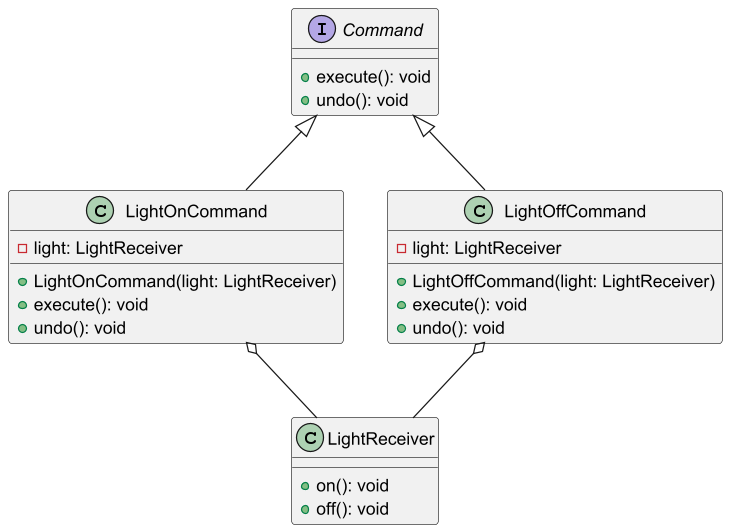 I Command
execute(): void
undo(): void
C LightOnCommand
light: LightReceiver
LightOnCommand(light: LightReceiver)
execute(): void
undo(): void
C LightOffCommand
light: LightReceiver
LightOffCommand(light: LightReceiver)
execute(): void
undo(): void
C LightReceiver
on(): void
off(): void